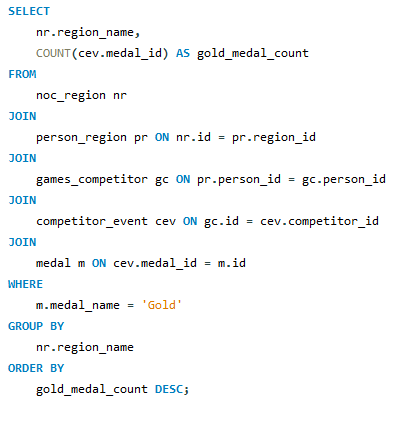 SELECT
nr.region_name,
COUNT(cev.medal_id) AS gold_medal_count
FROM
noc_region nr
JOIN
person_region pr ON nr.id = pr.region_id
JOIN
games_competitor gc ON pr.person_id = gc.person_id
JOIN
competitor_event cev ON gc.id = cev.competitor_id
JOIN
medal m ON cev.medal_id = m.id
WHERE
m.medal_name = 'Gold'
GROUP BY
nr.region_name
ORDER BY
gold_medal_count DESC;